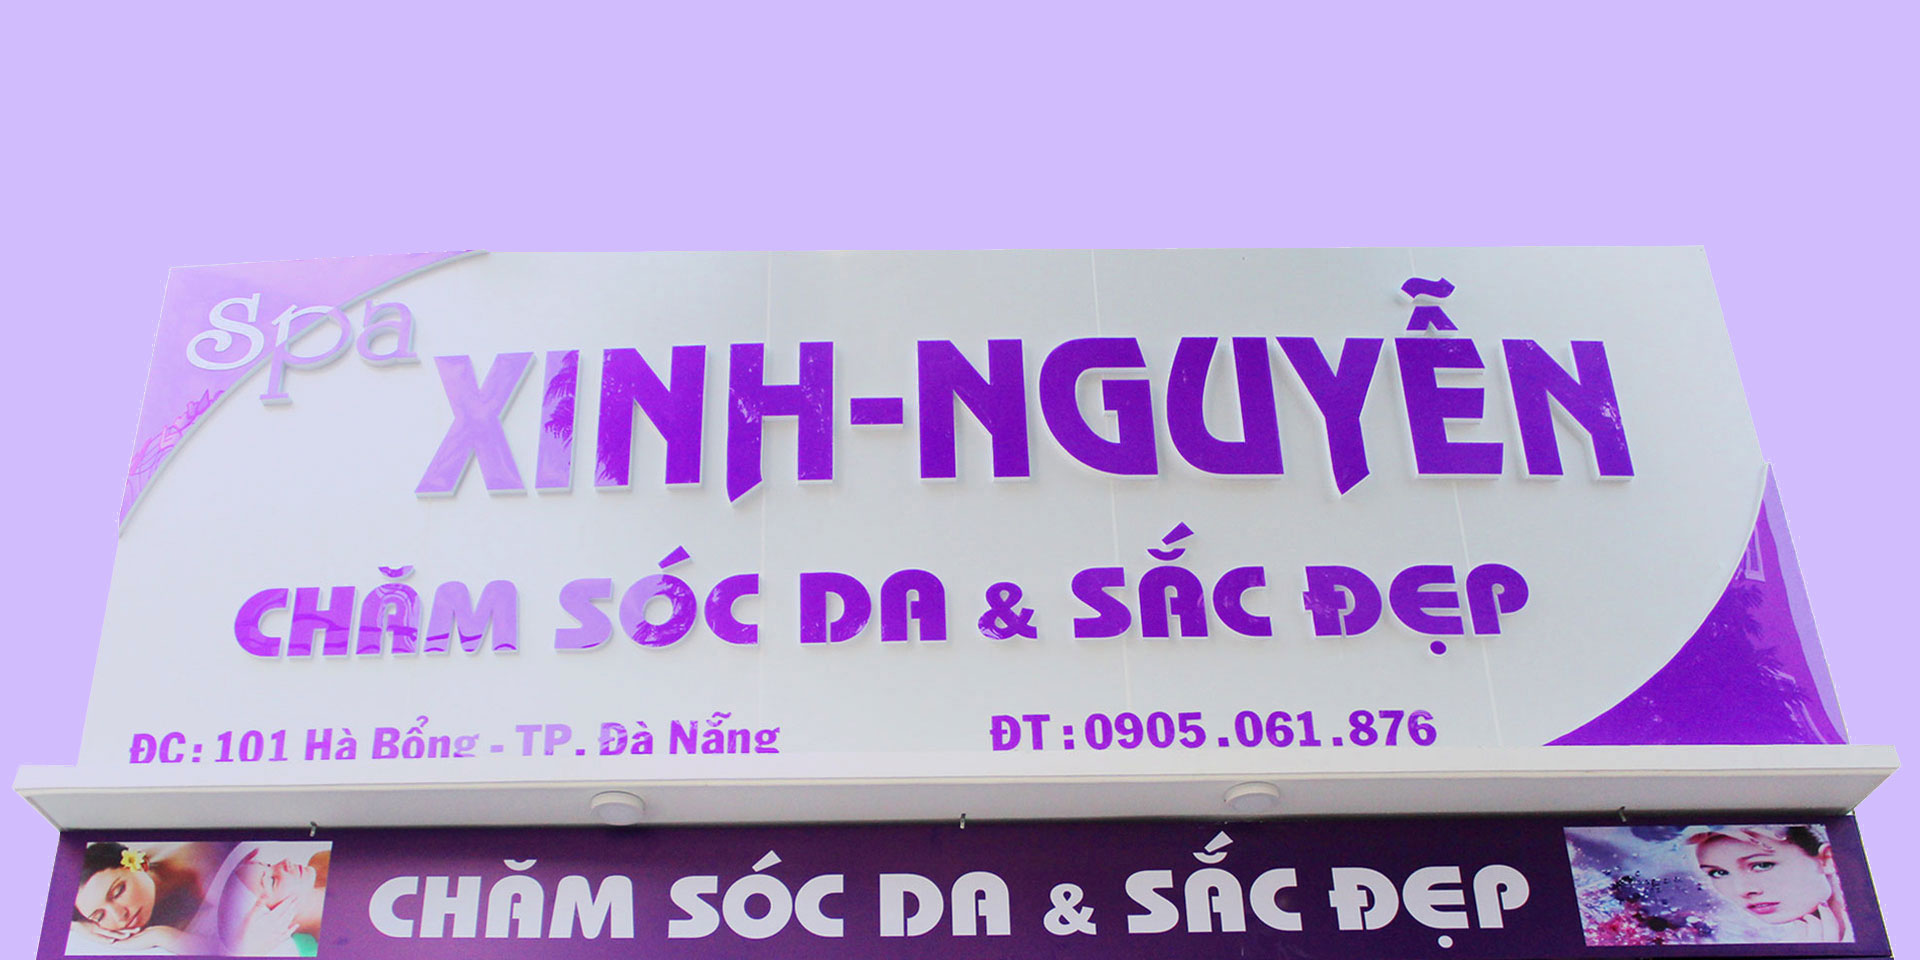 Spa
XINH-NGUYỄN
CHĂM SÓC DA & SẮC ĐẸP
ĐC: 101 Hà Bổng - TP. Đà Nẵng
ĐT: 0905.061.876
CHĂM SÓC DA & SẮC ĐẸP